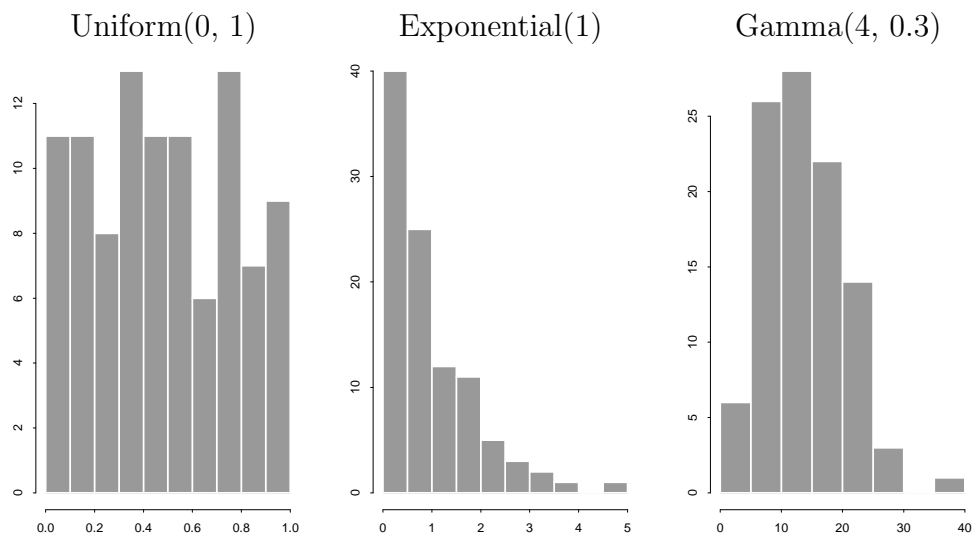 Uniform(0, 1)
Exponential(1)
Gamma(4, 0.3)
0 2 4 6 8 10 12
0.0 0.2 0.4 0.6 0.8 1.0
0 10 20 30 40
0 1 2 3 4 5
0 5 10 15 20 25
0 10 20 30 40